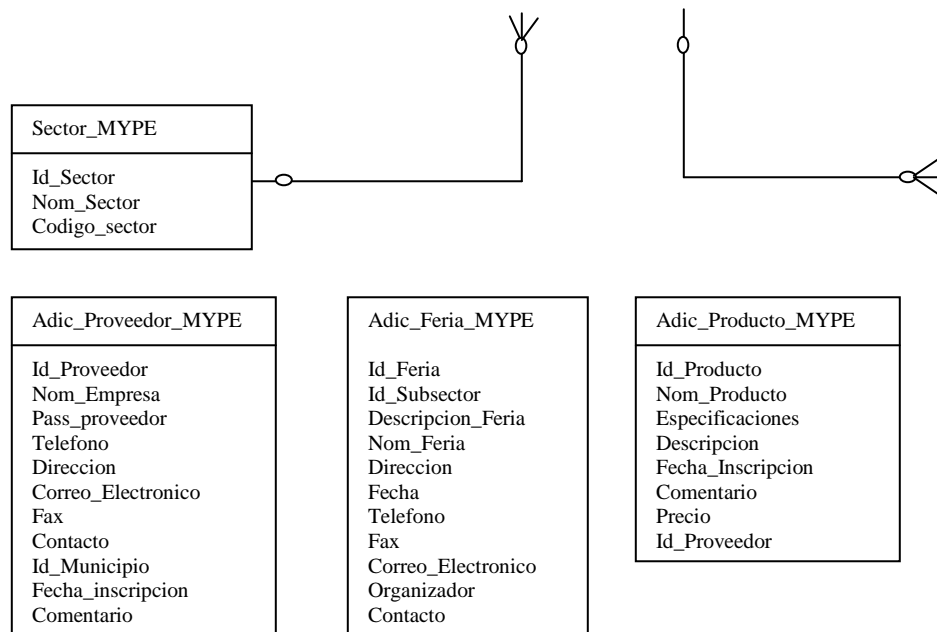 Sector_MYPE
Id_Sector
Nom_Sector
Codigo_sector
Adic_Proveedor_MYPE
Id_Proveedor
Nom_Empresa
Pass_proveedor
Telefono
Direccion
Correo_Electronico
Fax
Contacto
Id_Municipio
Fecha_inscripcion
Comentario
Adic_Feria_MYPE
Id_Feria
Id_Subsector
Descripcion_Feria
Nom_Feria
Direccion
Fecha
Telefono
Fax
Correo_Electronico
Organizador
Contacto
Adic_Producto_MYPE
Id_Producto
Nom_Producto
Especificaciones
Descripcion
Fecha_Inscripcion
Comentario
Precio
Id_Proveedor